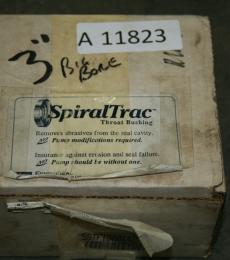 A 11823
3"
BIG
BORE
SpiralTrac™
Throat Bushing
Removes abrasives from the seal cavity.
No Pump modifications required.
Insurance against erosion and seal failure.
No Pump should be without one.